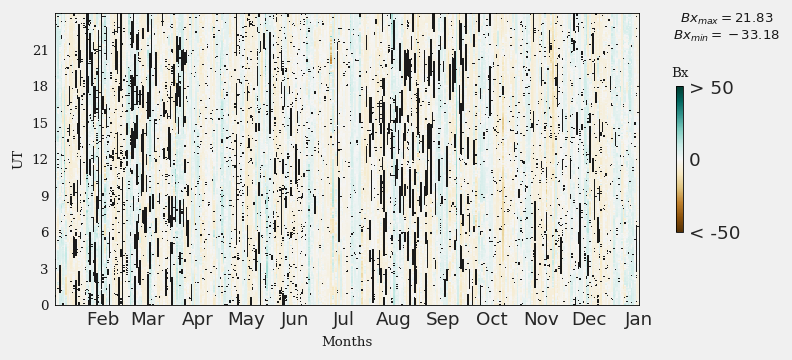 Bx_max = 21.83
Bx_min = −33.18
Bx
> 50
0
< -50
UT
21
18
15
12
9
6
3
0
Feb Mar Apr May Jun Jul Aug Sep Oct Nov Dec Jan
Months